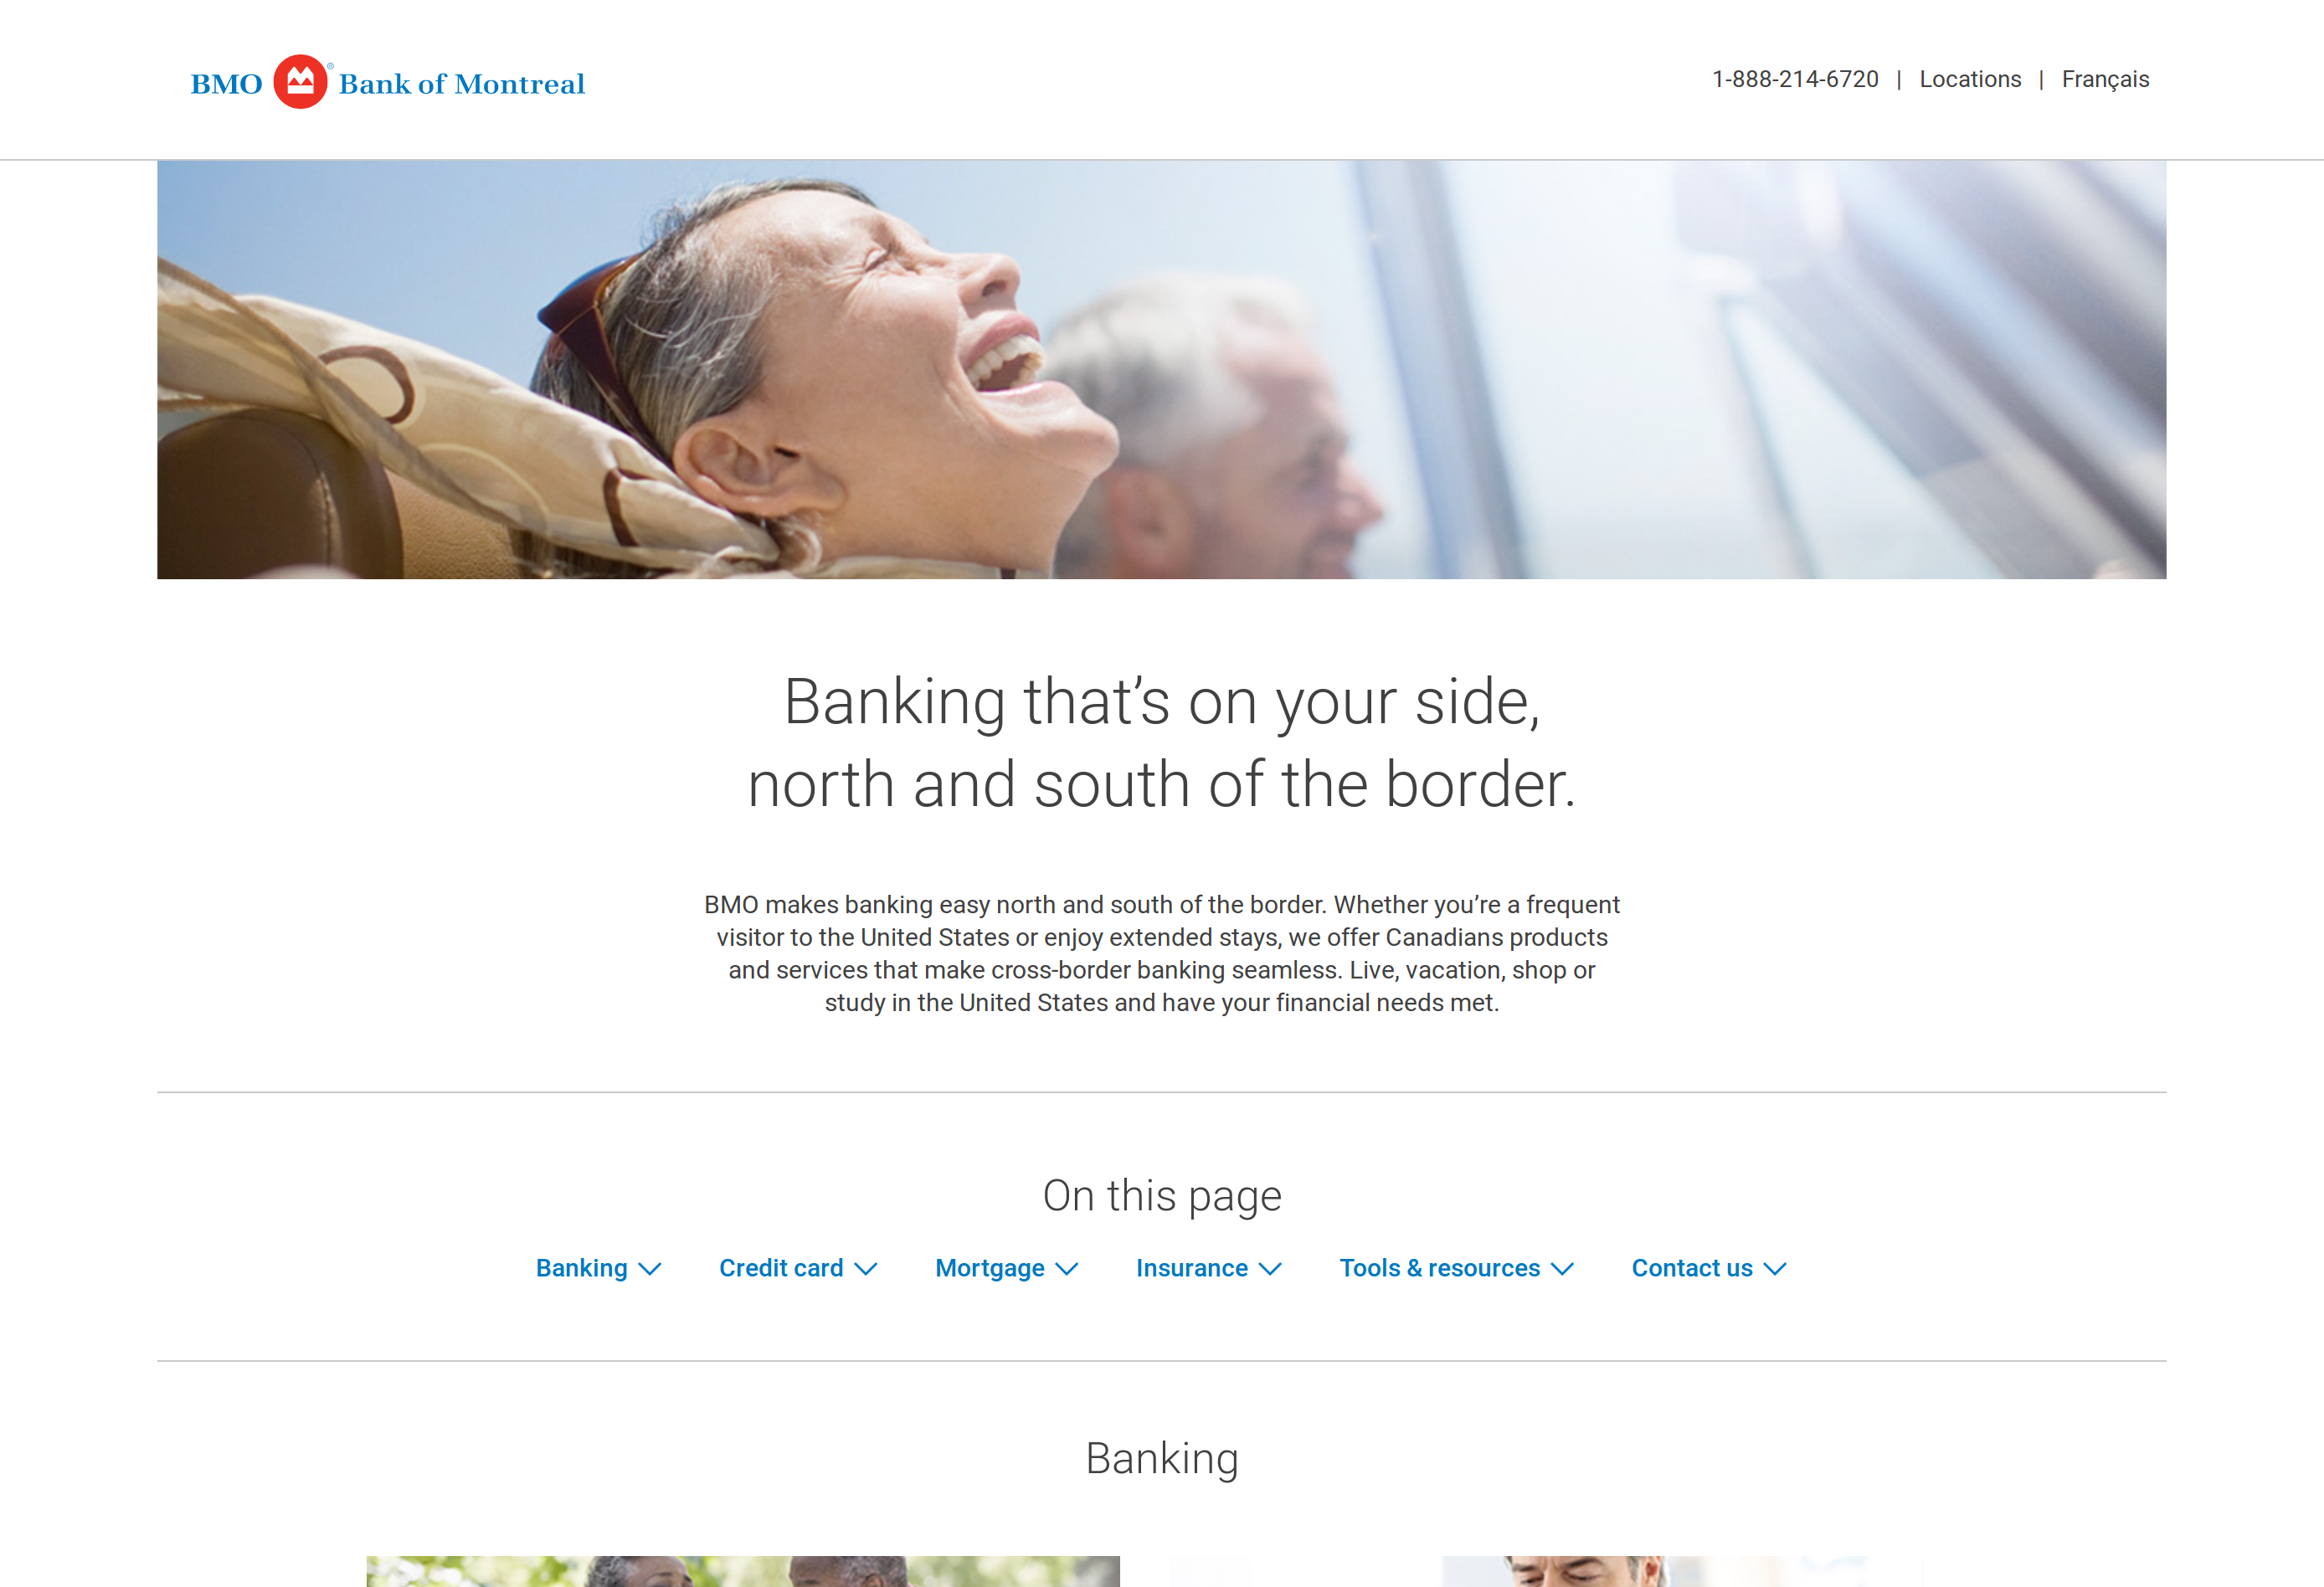 BMO Bank of Montreal®
1-888-214-6720 | Locations | Français
Banking that’s on your side,
north and south of the border.
BMO makes banking easy north and south of the border. Whether you’re a frequent
visitor to the United States or enjoy extended stays, we offer Canadians products
and services that make cross-border banking seamless. Live, vacation, shop or
study in the United States and have your financial needs met.
On this page
Banking
Credit card
Mortgage
Insurance
Tools & resources
Contact us
Banking